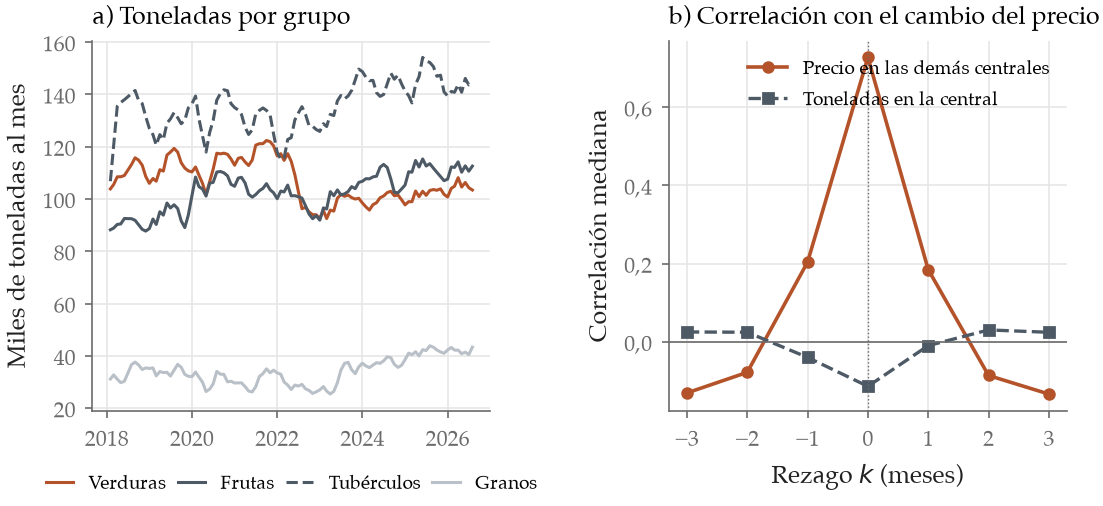 a) Toneladas por grupo
Miles de toneladas al mes
160
140
120
100
80
60
40
20
2018 2020 2022 2024 2026
Verduras Frutas Tubérculos Granos
b) Correlación con el cambio del precio
Precio en las demás centrales
Toneladas en la central
Correlación mediana
0,6
0,4
0,2
0,0
−3 −2 −1 0 1 2 3
Rezago k (meses)